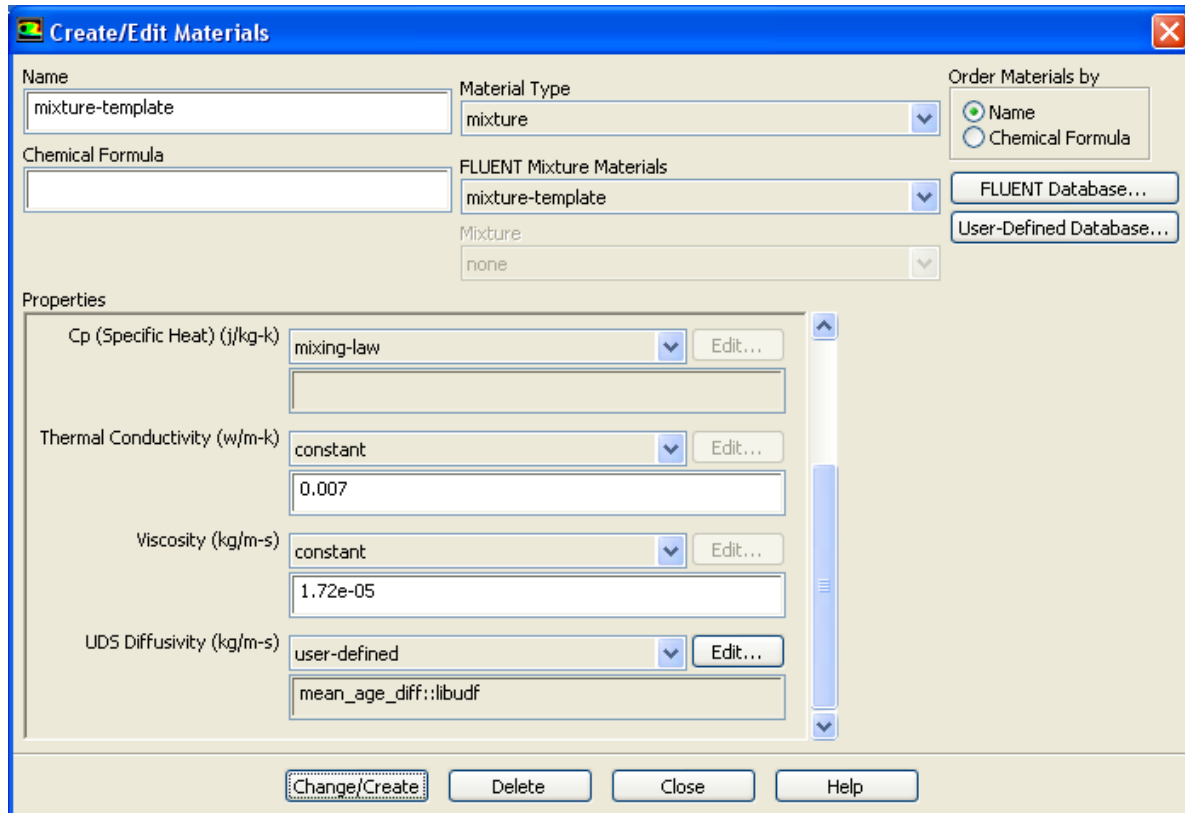 Create/Edit Materials
Name
mixture-template
Chemical Formula
Material Type
mixture
FLUENT Mixture Materials
mixture-template
Mixture
none
Order Materials by
Name
Chemical Formula
FLUENT Database...
User-Defined Database...
Properties
Cp (Specific Heat) (j/kg-k)
mixing-law
Edit...
Thermal Conductivity (w/m-k)
constant
Edit...
0.007
Viscosity (kg/m-s)
constant
Edit...
1.72e-05
UDS Diffusivity (kg/m-s)
user-defined
Edit...
mean_age_diff::libudf
Change/Create
Delete
Close
Help